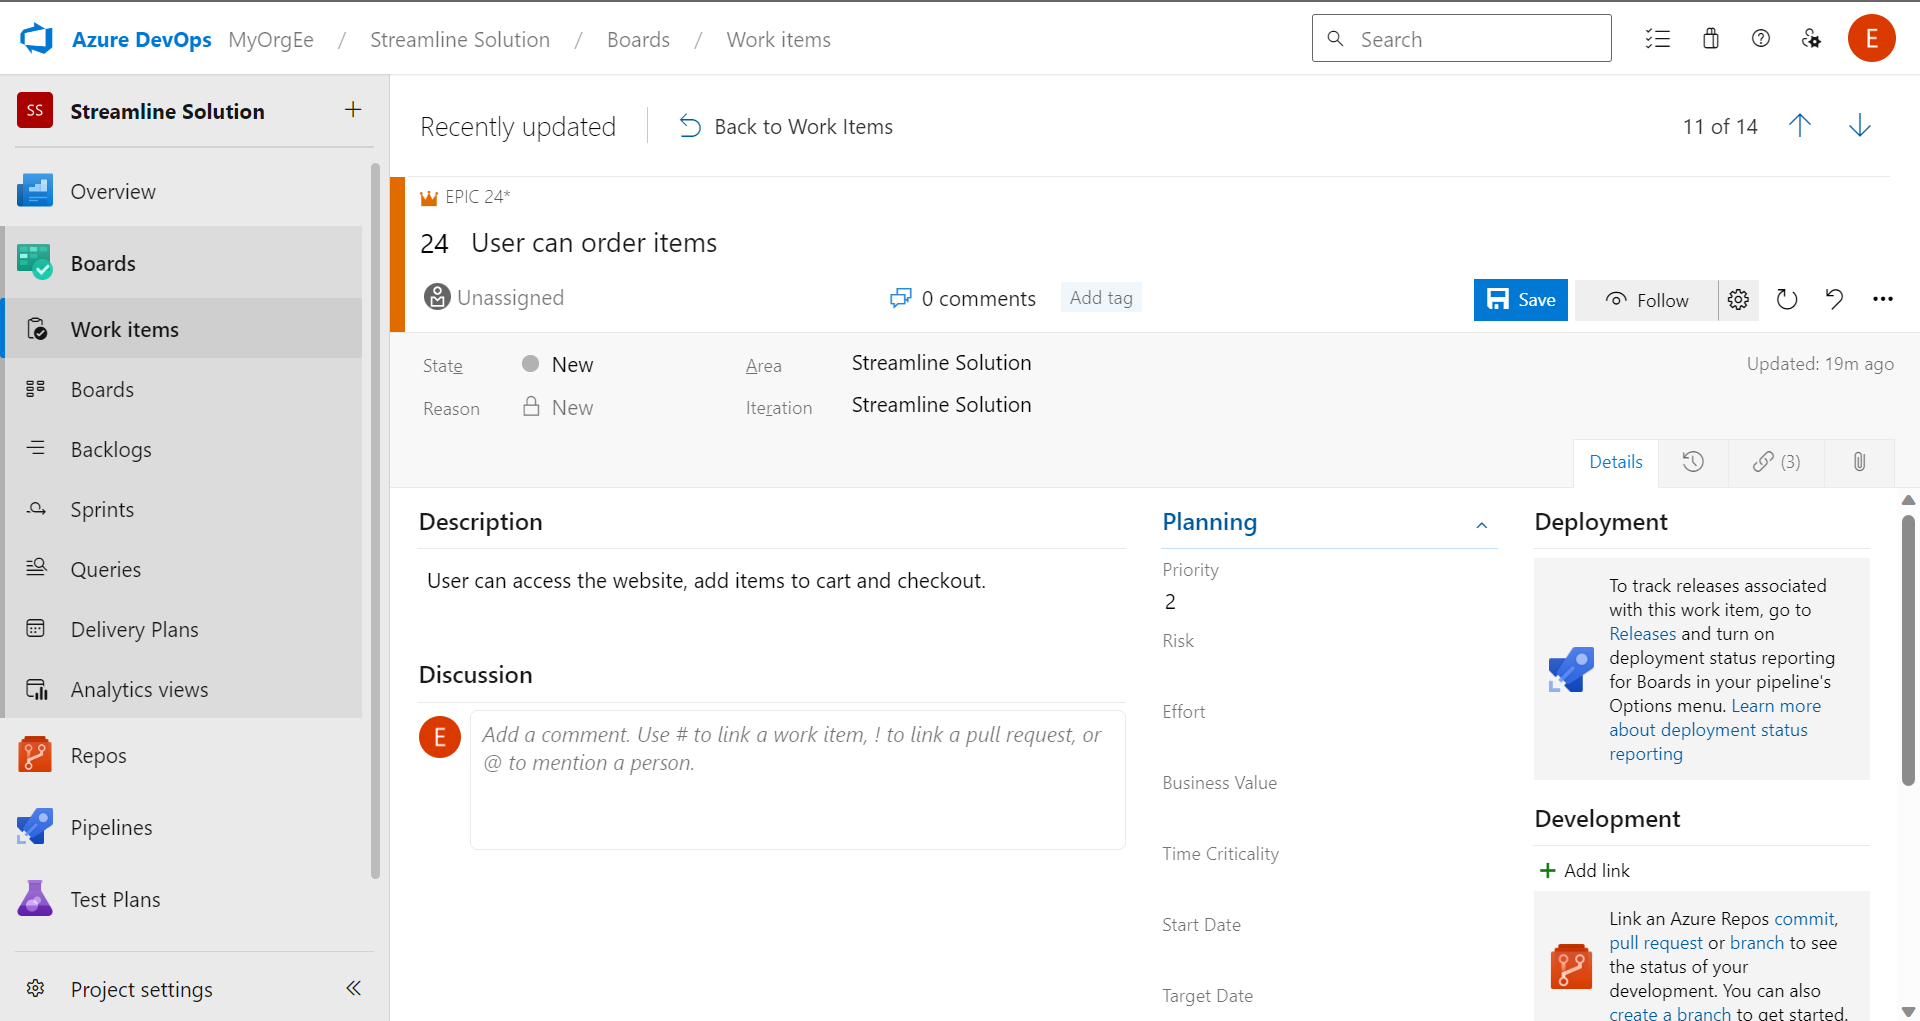 Azure DevOps MyOrgEe / Streamline Solution / Boards / Work items
Search
E
SS Streamline Solution +
Overview
Boards
Work items
Boards
Backlogs
Sprints
Queries
Delivery Plans
Analytics views
Repos
Pipelines
Test Plans
Project settings
Recently updated
Back to Work Items
11 of 14
EPIC 24*
24 User can order items
Unassigned
0 comments
Add tag
Save
Follow
State
New
Area
Streamline Solution
Updated: 19m ago
Reason
New
Iteration
Streamline Solution
Details
(3)
Description
User can access the website, add items to cart and checkout.
Discussion
E
Add a comment. Use # to link a work item, ! to link a pull request, or
@ to mention a person.
Planning
Priority
2
Risk
Effort
Business Value
Time Criticality
Start Date
Target Date
Deployment
To track releases associated
with this work item, go to
Releases and turn on
deployment status reporting
for Boards in your pipeline's
Options menu. Learn more
about deployment status
reporting
Development
+ Add link
Link an Azure Repos commit,
pull request or branch to see
the status of your
development. You can also
create a branch to get started.